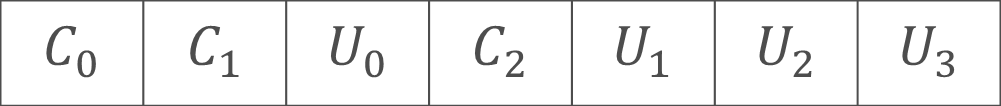 C₀ C₁ U₀ C₂ U₁ U₂ U₃